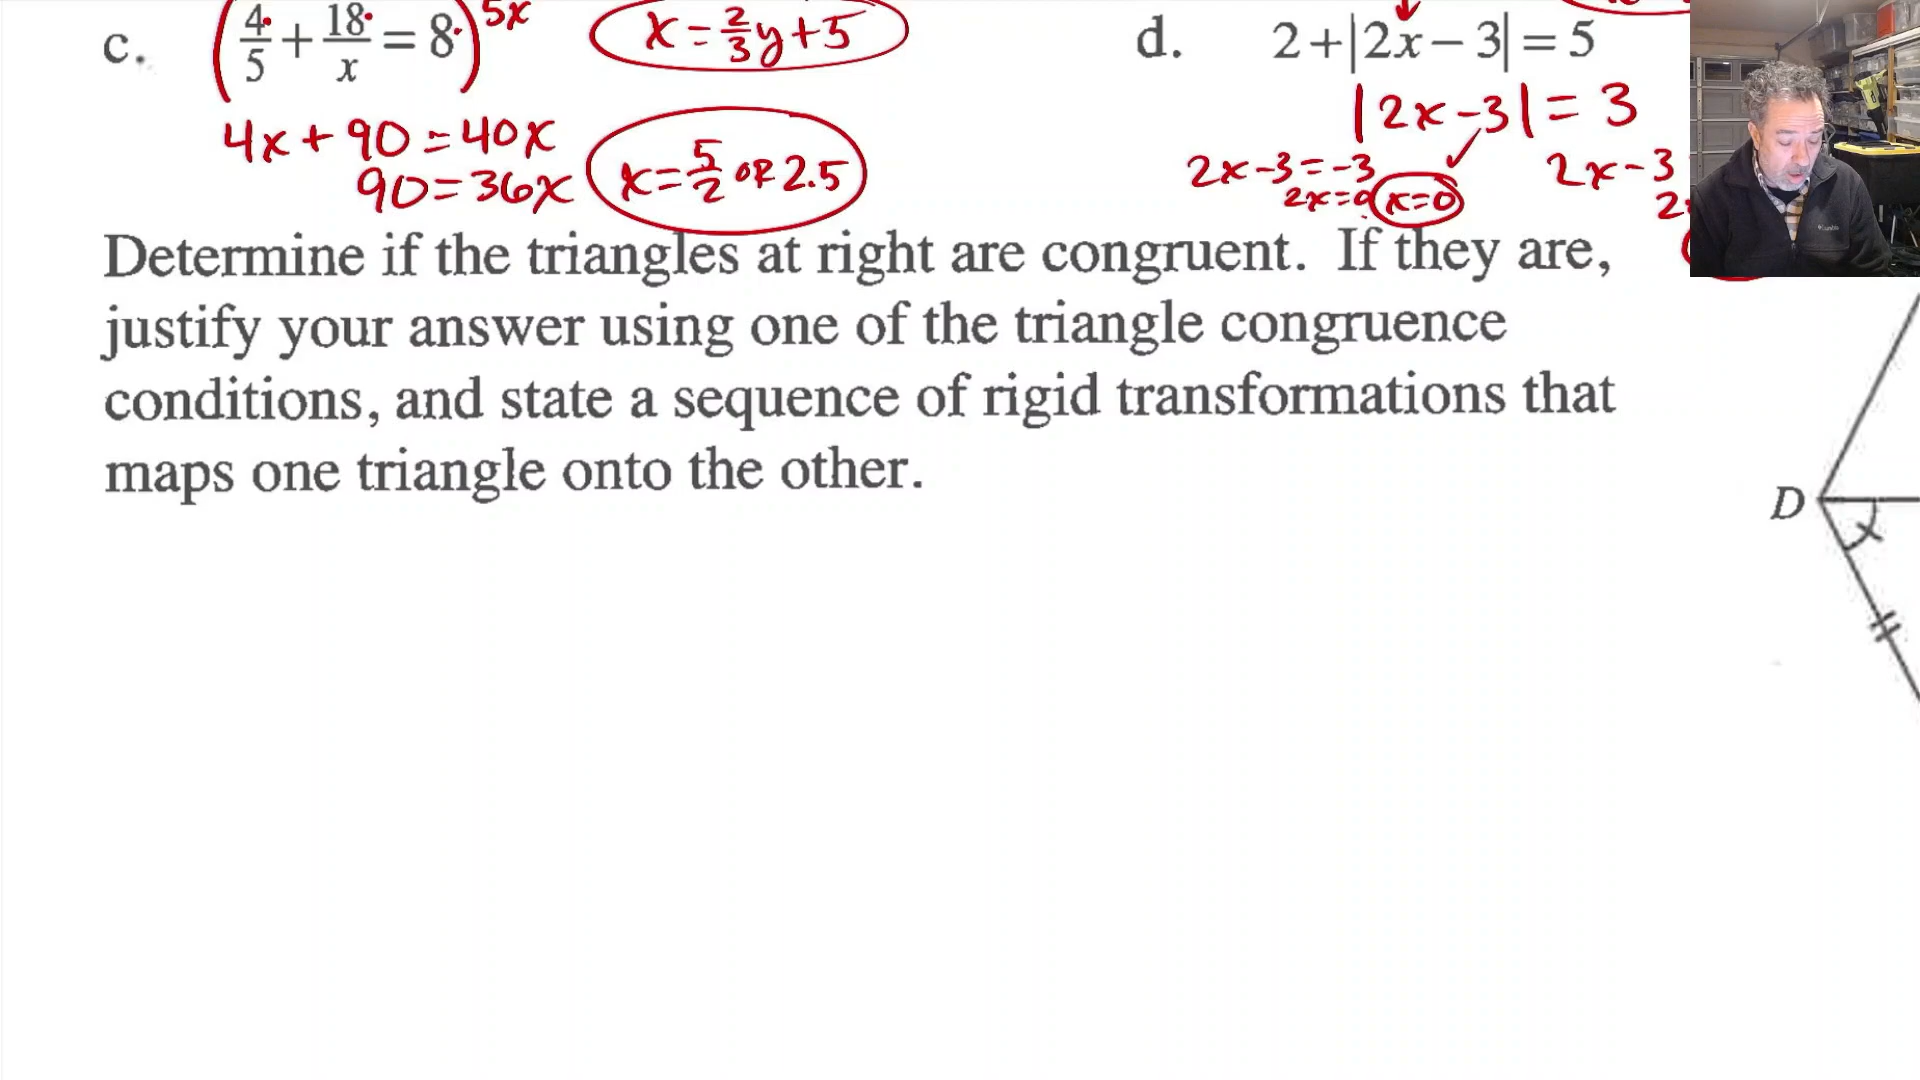 c. (4/5 + 18/x = 8) 5x
x = 2/3 y + 5
4x + 90 = 40x
90 = 36x
x = 5/2 OR 2.5
d. 2 + |2x − 3| = 5
|2x − 3| = 3
2x − 3 = −3
2x = 0 x = 0
2x − 3
2
Determine if the triangles at right are congruent. If they are,
justify your answer using one of the triangle congruence
conditions, and state a sequence of rigid transformations that
maps one triangle onto the other.
D
x